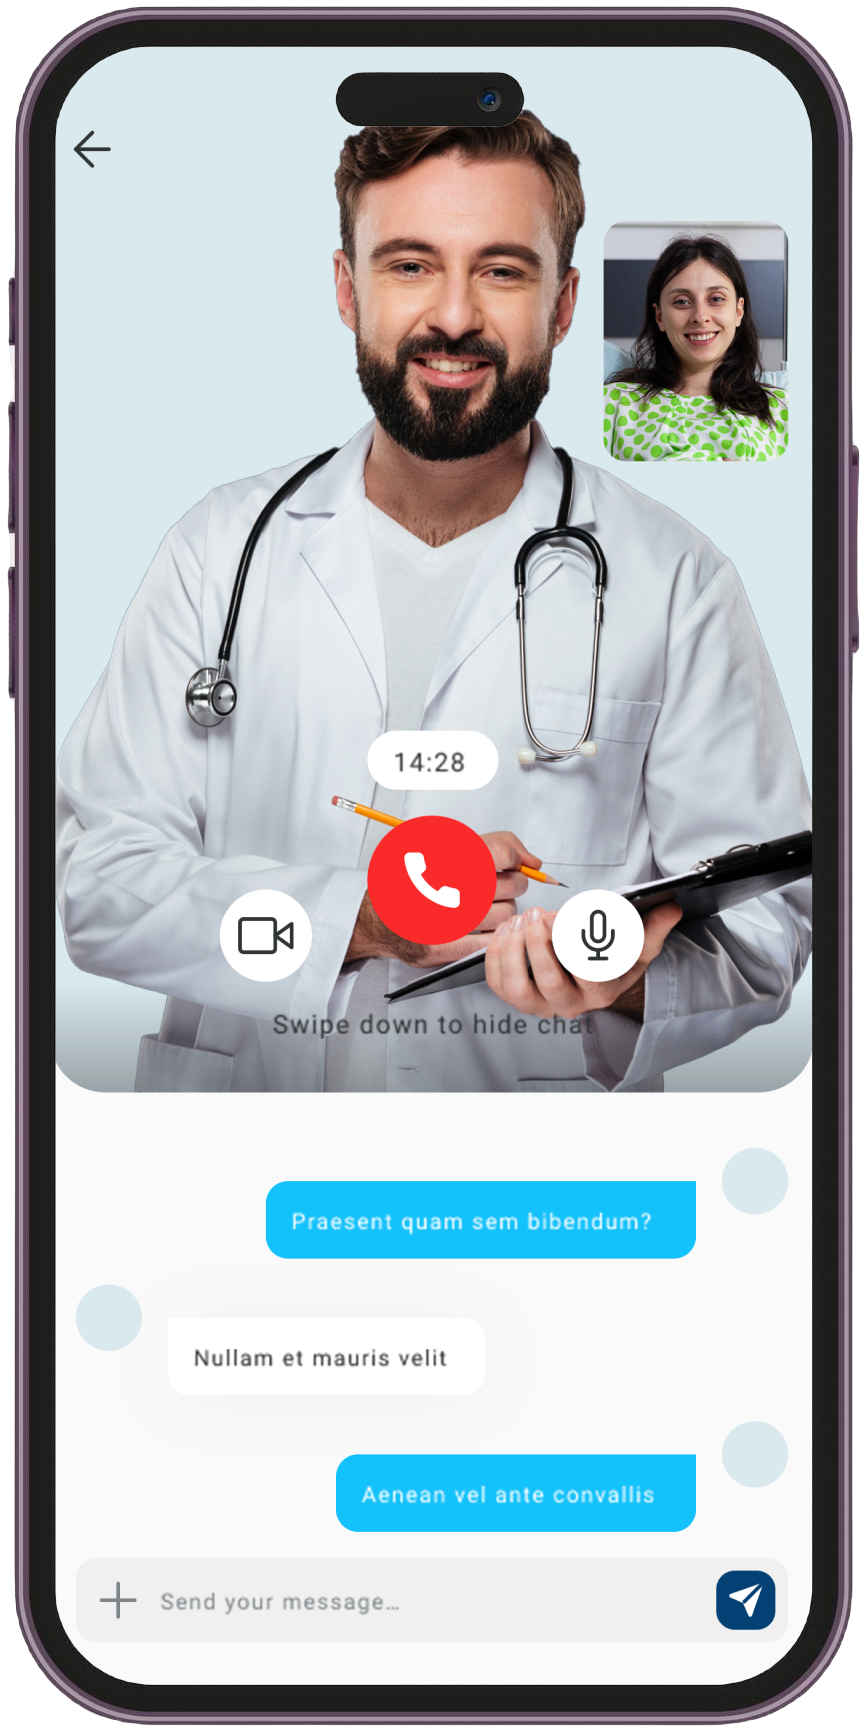 14:28
Swipe down to hide chat
Praesent quam sem bibendum?
Nullam et mauris velit
Aenean vel ante convallis
Send your message...